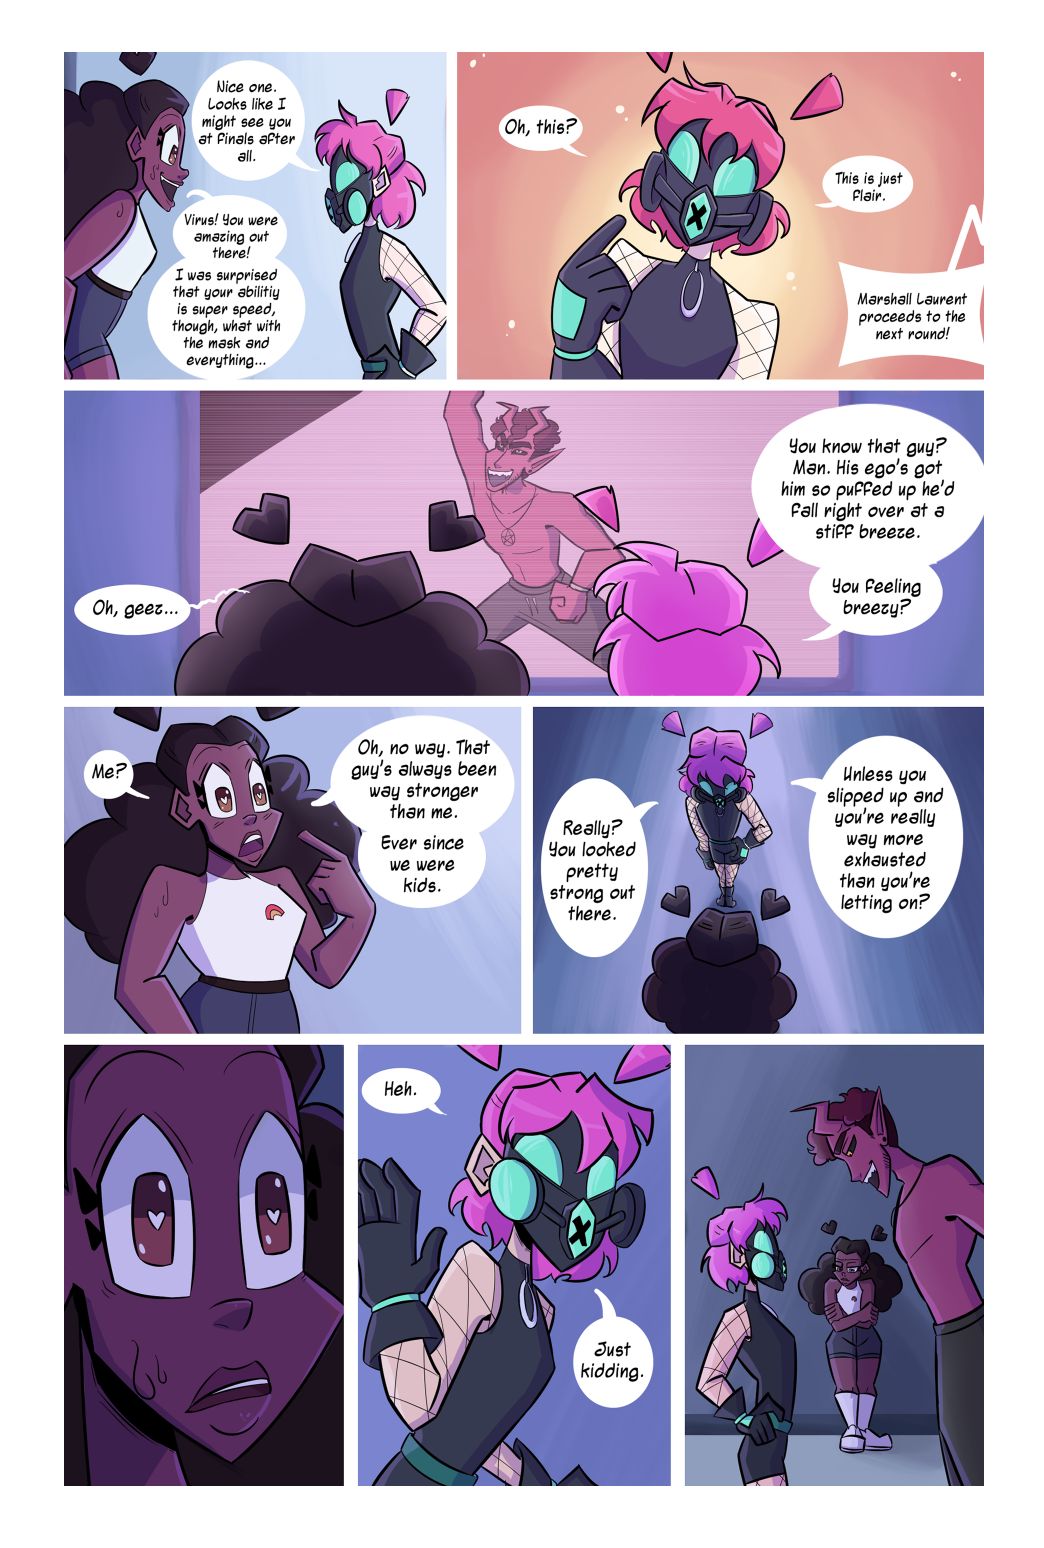 Nice one.
Looks like I
might see you
at finals after
all.
Virus! You were
amazing out
there!
I was surprised
that your abilitiy
is super speed,
though, what with
the mask and
everything...
Oh, this?
This is just
flair.
Marshall Laurent
proceeds to the
next round!
You know that guy?
Man. His ego's got
him so puffed up he'd
fall right over at a
stiff breeze.
You feeling
breezy?
Oh, geez...
Me?
Oh, no way. That
guy's always been
way stronger
than me.
Ever since
we were
kids.
Really?
You looked
pretty
strong out
there.
Unless you
slipped up and
you're really
way more
exhausted
than you're
letting on?
Heh.
Just
kidding.